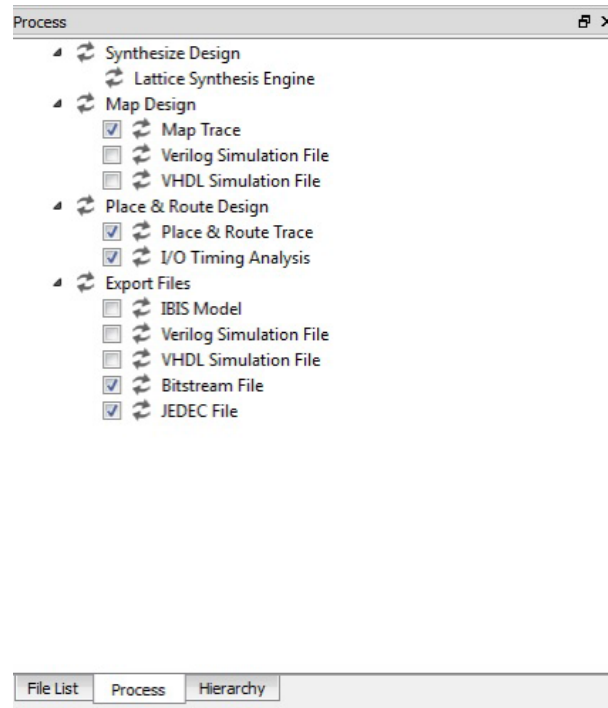 Process
Synthesize Design
Lattice Synthesis Engine
Map Design
Map Trace
Verilog Simulation File
VHDL Simulation File
Place & Route Design
Place & Route Trace
I/O Timing Analysis
Export Files
IBIS Model
Verilog Simulation File
VHDL Simulation File
Bitstream File
JEDEC File
File List Process Hierarchy